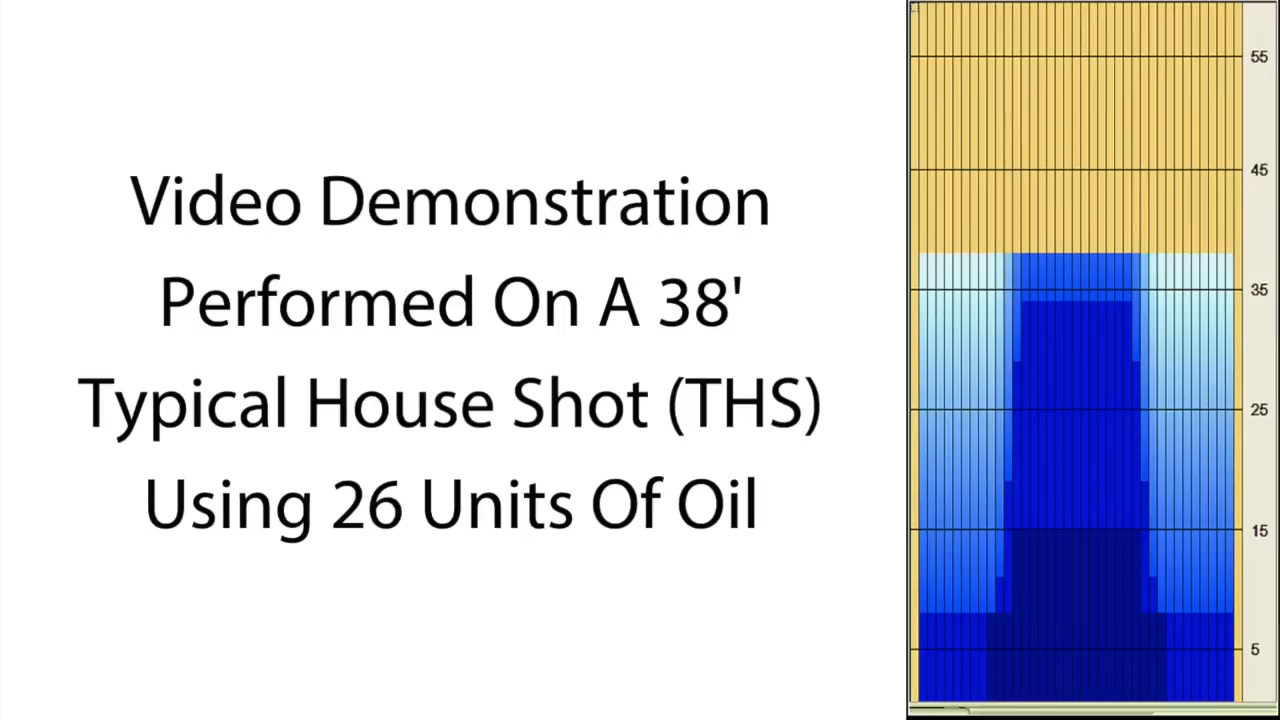 Video Demonstration
Performed On A 38'
Typical House Shot (THS)
Using 26 Units Of Oil
55
45
35
25
15
5